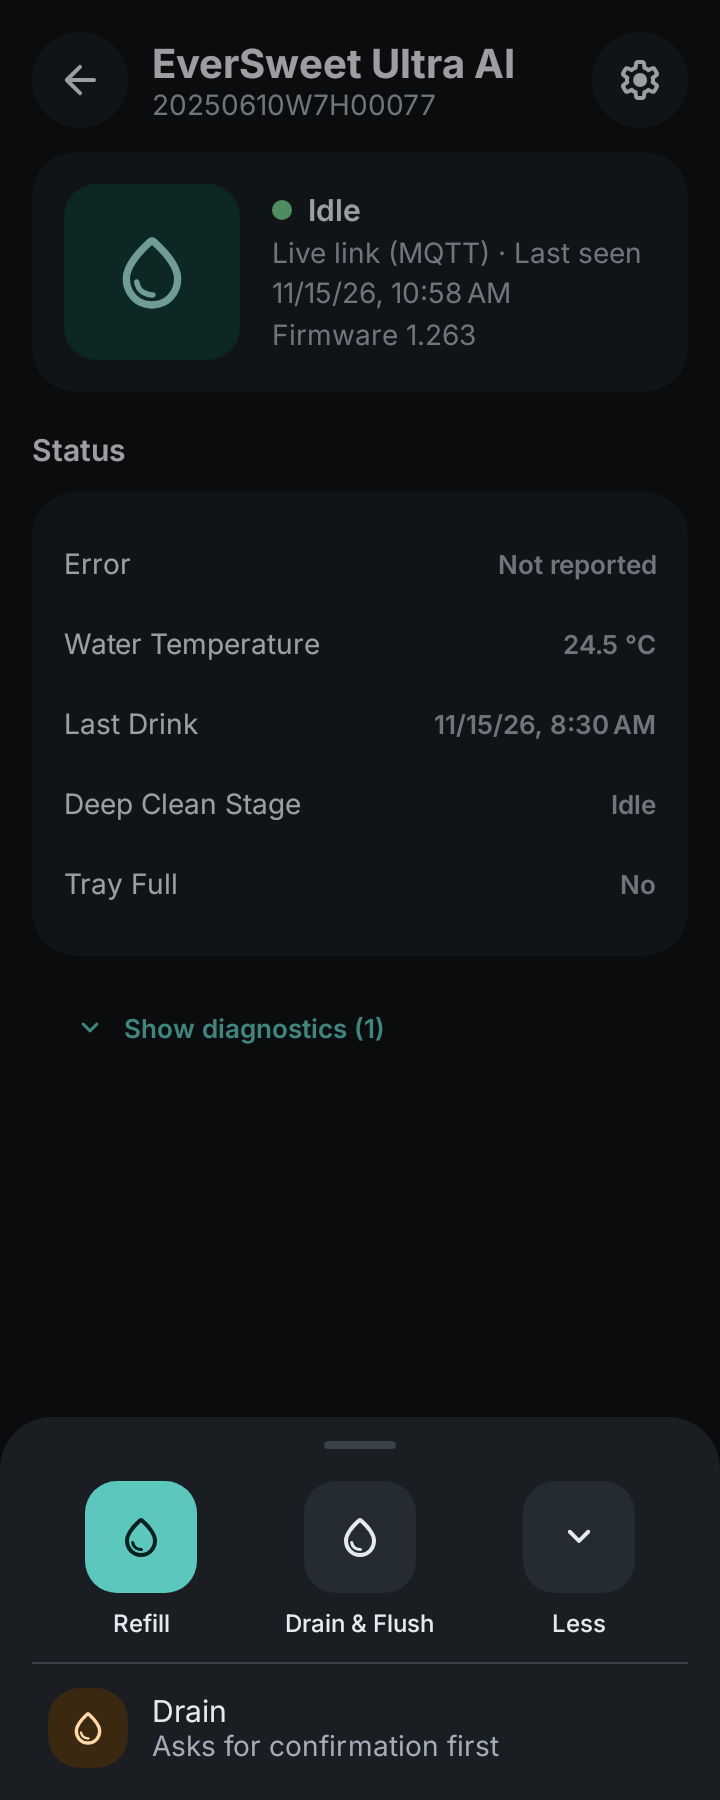 EverSweet Ultra AI
20250610W7H00077
Idle
Live link (MQTT) · Last seen
11/15/26, 10:58 AM
Firmware 1.263
Status
Error Not reported
Water Temperature 24.5 °C
Last Drink 11/15/26, 8:30 AM
Deep Clean Stage Idle
Tray Full No
Show diagnostics (1)
Refill Drain & Flush Less
Drain
Asks for confirmation first